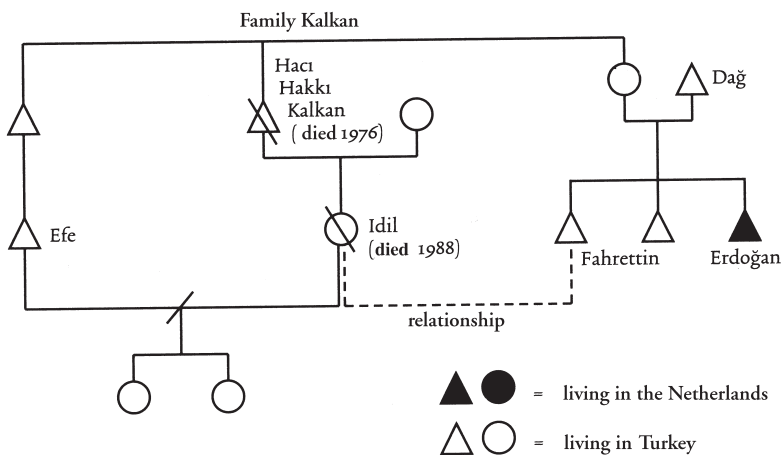 Family Kalkan
Hacı
Hakkı
Kalkan
( died 1976)
Dağ
Efe
Idil
(died 1988)
Fahrettin
Erdoğan
relationship
= living in the Netherlands
= living in Turkey